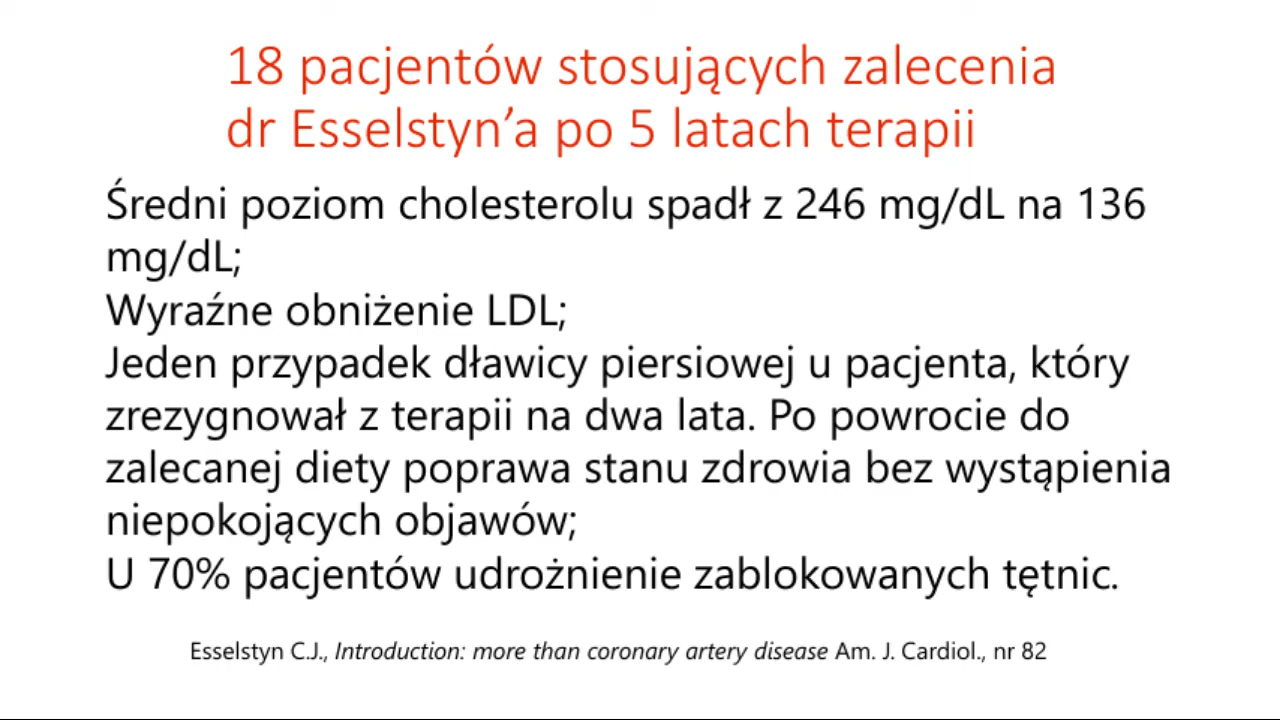 18 pacjentów stosujących zalecenia
dr Esselstyn’a po 5 latach terapii
Średni poziom cholesterolu spadł z 246 mg/dL na 136
mg/dL;
Wyraźne obniżenie LDL;
Jeden przypadek dławicy piersiowej u pacjenta, który
zrezygnował z terapii na dwa lata. Po powrocie do
zalecanej diety poprawa stanu zdrowia bez wystąpienia
niepokojących objawów;
U 70% pacjentów udrożnienie zablokowanych tętnic.
Esselstyn C.J., Introduction: more than coronary artery disease Am. J. Cardiol., nr 82